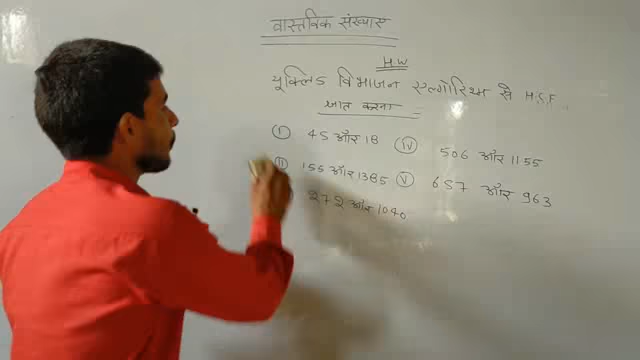 वास्तविक संख्याए
H.W
यूक्लिड विभाजन एल्गोरिथ्म से H.C.F
ज्ञात करना
I 45 और 18
II 155 और 1385
272 और 1040
IV 506 और 1155
V 657 और 963